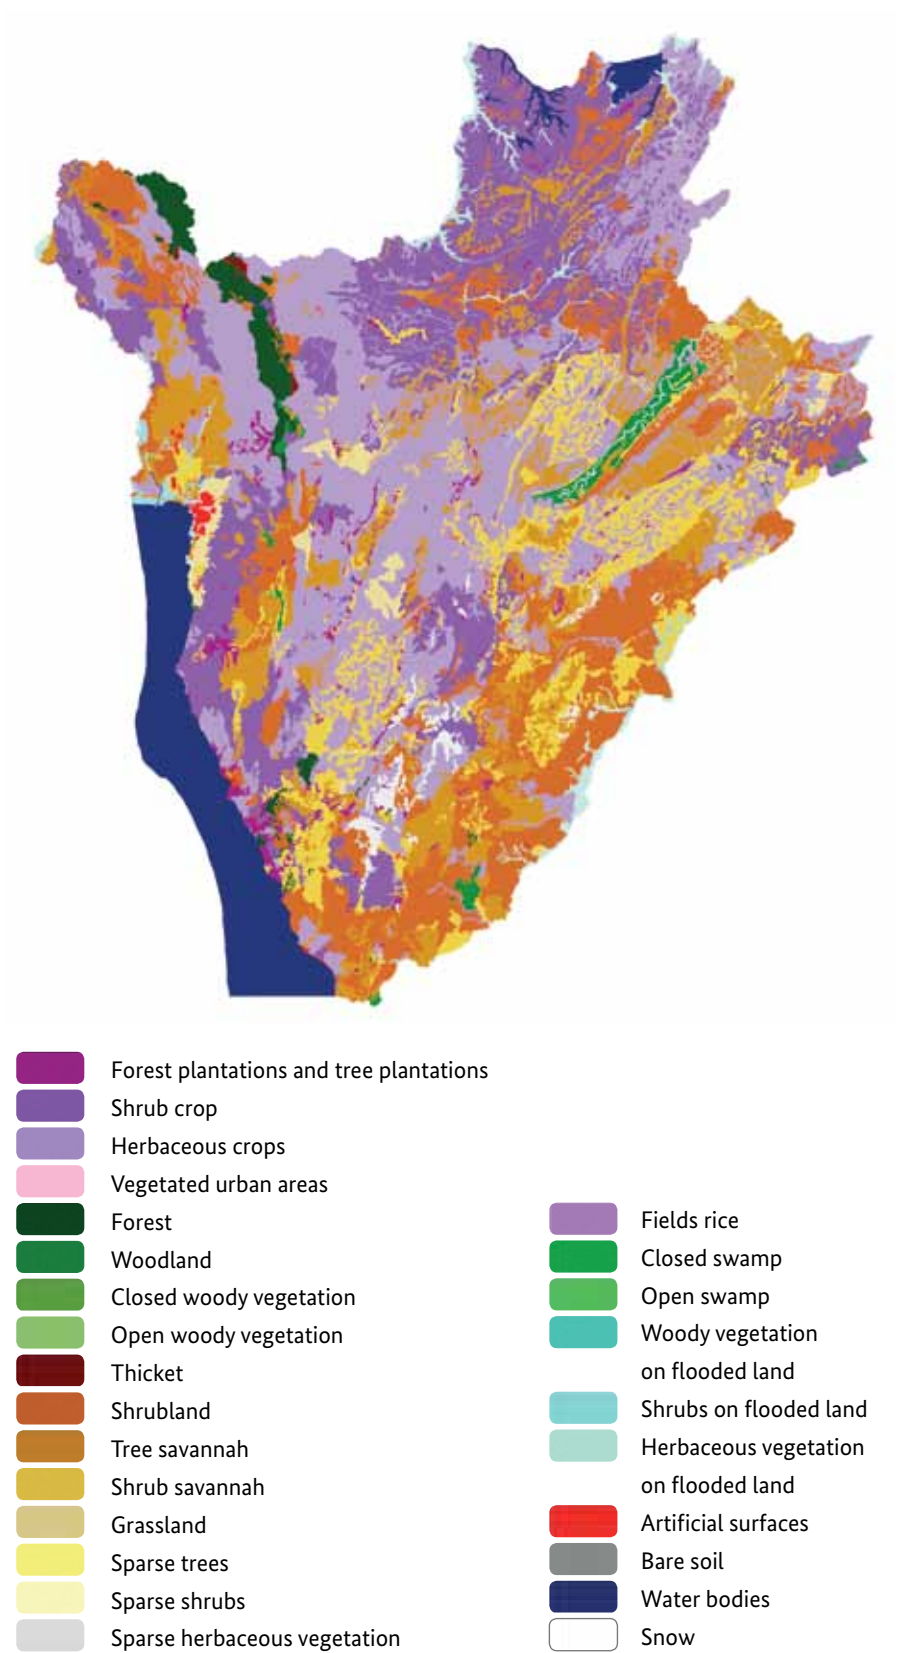 Forest plantations and tree plantations
Shrub crop
Herbaceous crops
Vegetated urban areas
Forest
Woodland
Closed woody vegetation
Open woody vegetation
Thicket
Shrubland
Tree savannah
Shrub savannah
Grassland
Sparse trees
Sparse shrubs
Sparse herbaceous vegetation
Fields rice
Closed swamp
Open swamp
Woody vegetation
on flooded land
Shrubs on flooded land
Herbaceous vegetation
on flooded land
Artificial surfaces
Bare soil
Water bodies
Snow